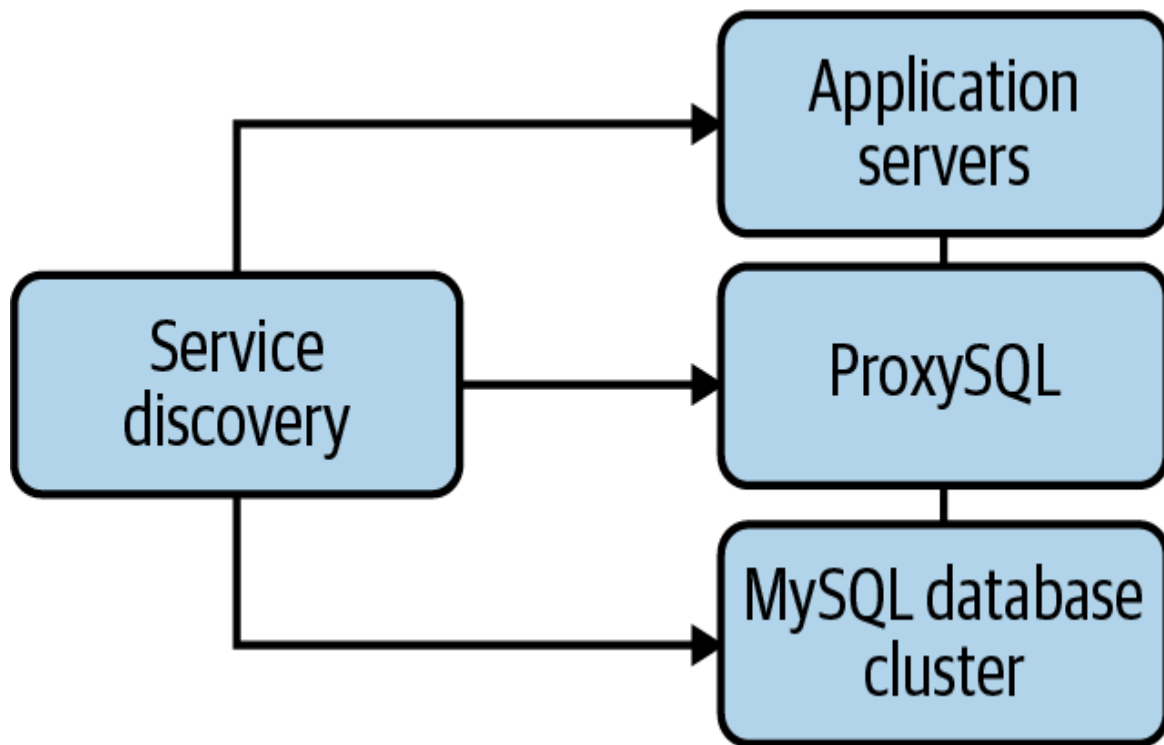 Application
servers
Service
discovery
ProxySQL
MySQL database
cluster